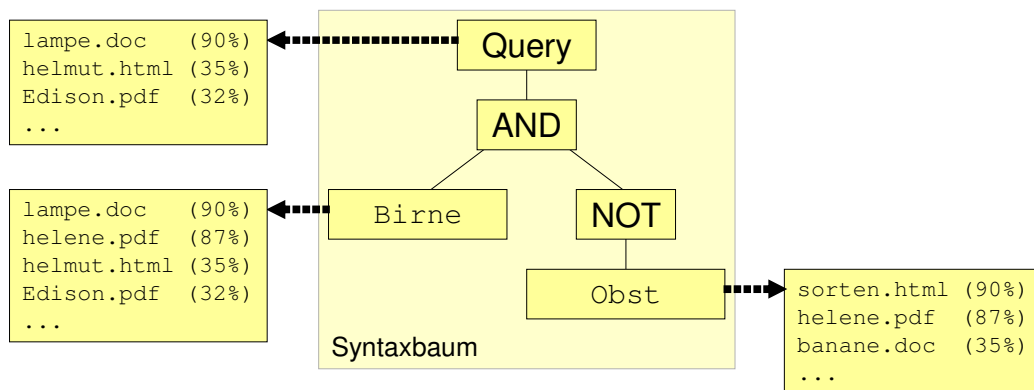 lampe.doc (90%)
helmut.html (35%)
Edison.pdf (32%)
...
Query
AND
lampe.doc (90%)
helene.pdf (87%)
helmut.html (35%)
Edison.pdf (32%)
...
Birne
NOT
Obst
sorten.html (90%)
helene.pdf (87%)
banane.doc (35%)
...
Syntaxbaum